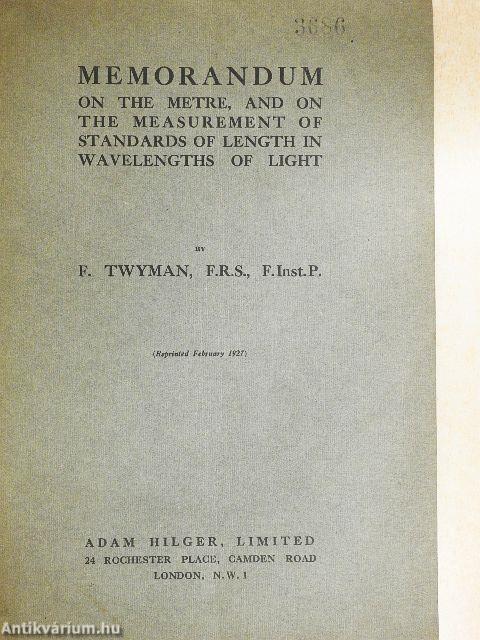 3686
MEMORANDUM
ON THE METRE, AND ON
THE MEASUREMENT OF
STANDARDS OF LENGTH IN
WAVELENGTHS OF LIGHT
BY
F. TWYMAN, F.R.S., F.Inst.P.
(Reprinted February 1927)
ADAM HILGER, LIMITED
24 ROCHESTER PLACE, CAMDEN ROAD
LONDON, N.W.1
Antikvárium.hu